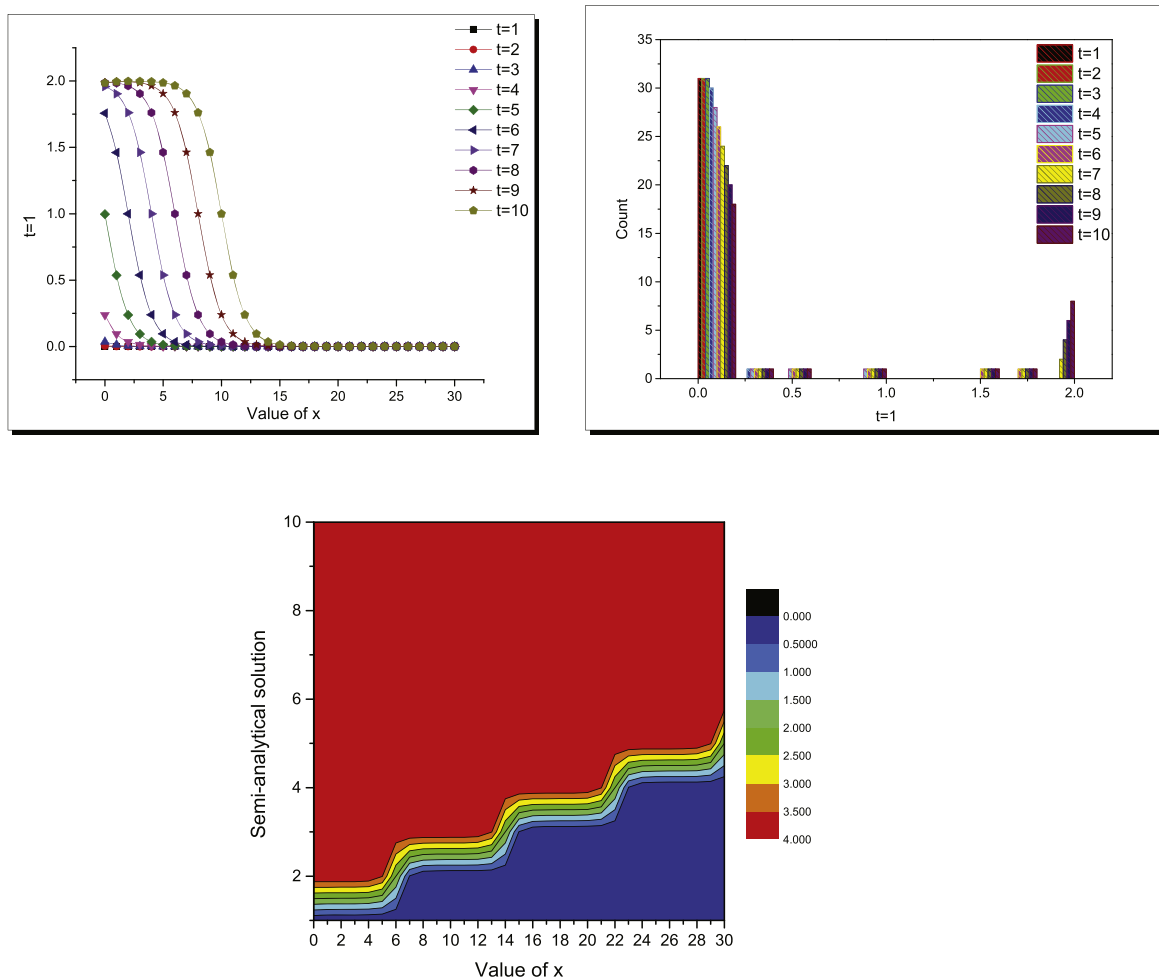 t=1
t=2
t=3
t=4
t=5
t=6
t=7
t=8
t=9
t=10
2.0
1.5
1.0
0.5
0.0
t=1
0 5 10 15 20 25 30
Value of x
35
30
25
20
15
10
5
0
Count
t=1
t=2
t=3
t=4
t=5
t=6
t=7
t=8
t=9
t=10
0.0 0.5 1.0 1.5 2.0
t=1
10
8
6
4
2
Semi-analytical solution
0 2 4 6 8 10 12 14 16 18 20 22 24 26 28 30
Value of x
0.000
0.5000
1.000
1.500
2.000
2.500
3.000
3.500
4.000